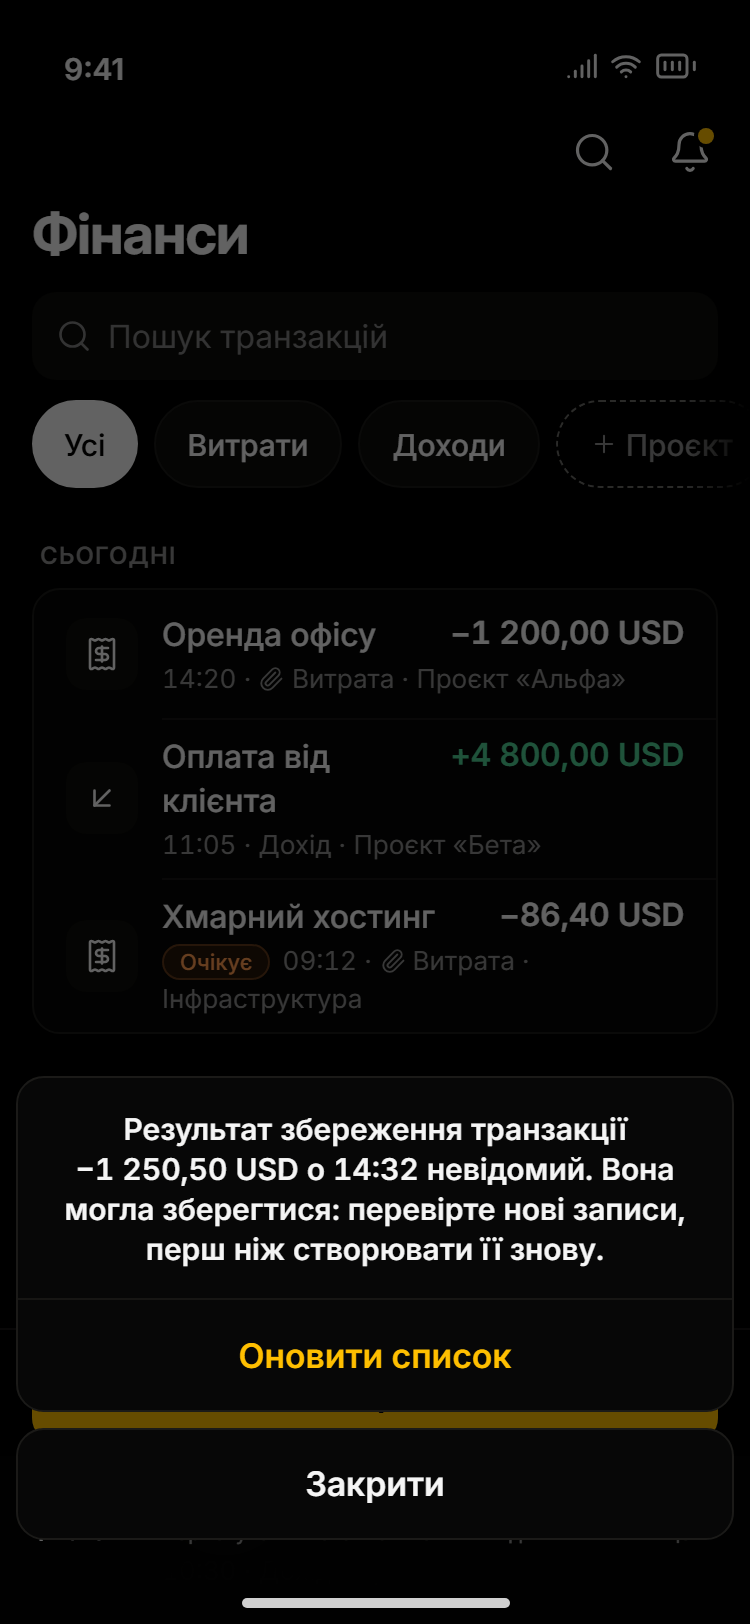 9:41
Фінанси
Пошук транзакцій
Усі
Витрати
Доходи
+ Проєкт
СЬОГОДНІ
Оренда офісу
−1 200,00 USD
14:20 · Витрата · Проєкт «Альфа»
Оплата від
клієнта
+4 800,00 USD
11:05 · Дохід · Проєкт «Бета»
Хмарний хостинг
−86,40 USD
Очікує 09:12 · Витрата ·
Інфраструктура
Результат збереження транзакції
−1 250,50 USD о 14:32 невідомий. Вона
могла зберегтися: перевірте нові записи,
перш ніж створювати її знову.
Оновити список
Закрити